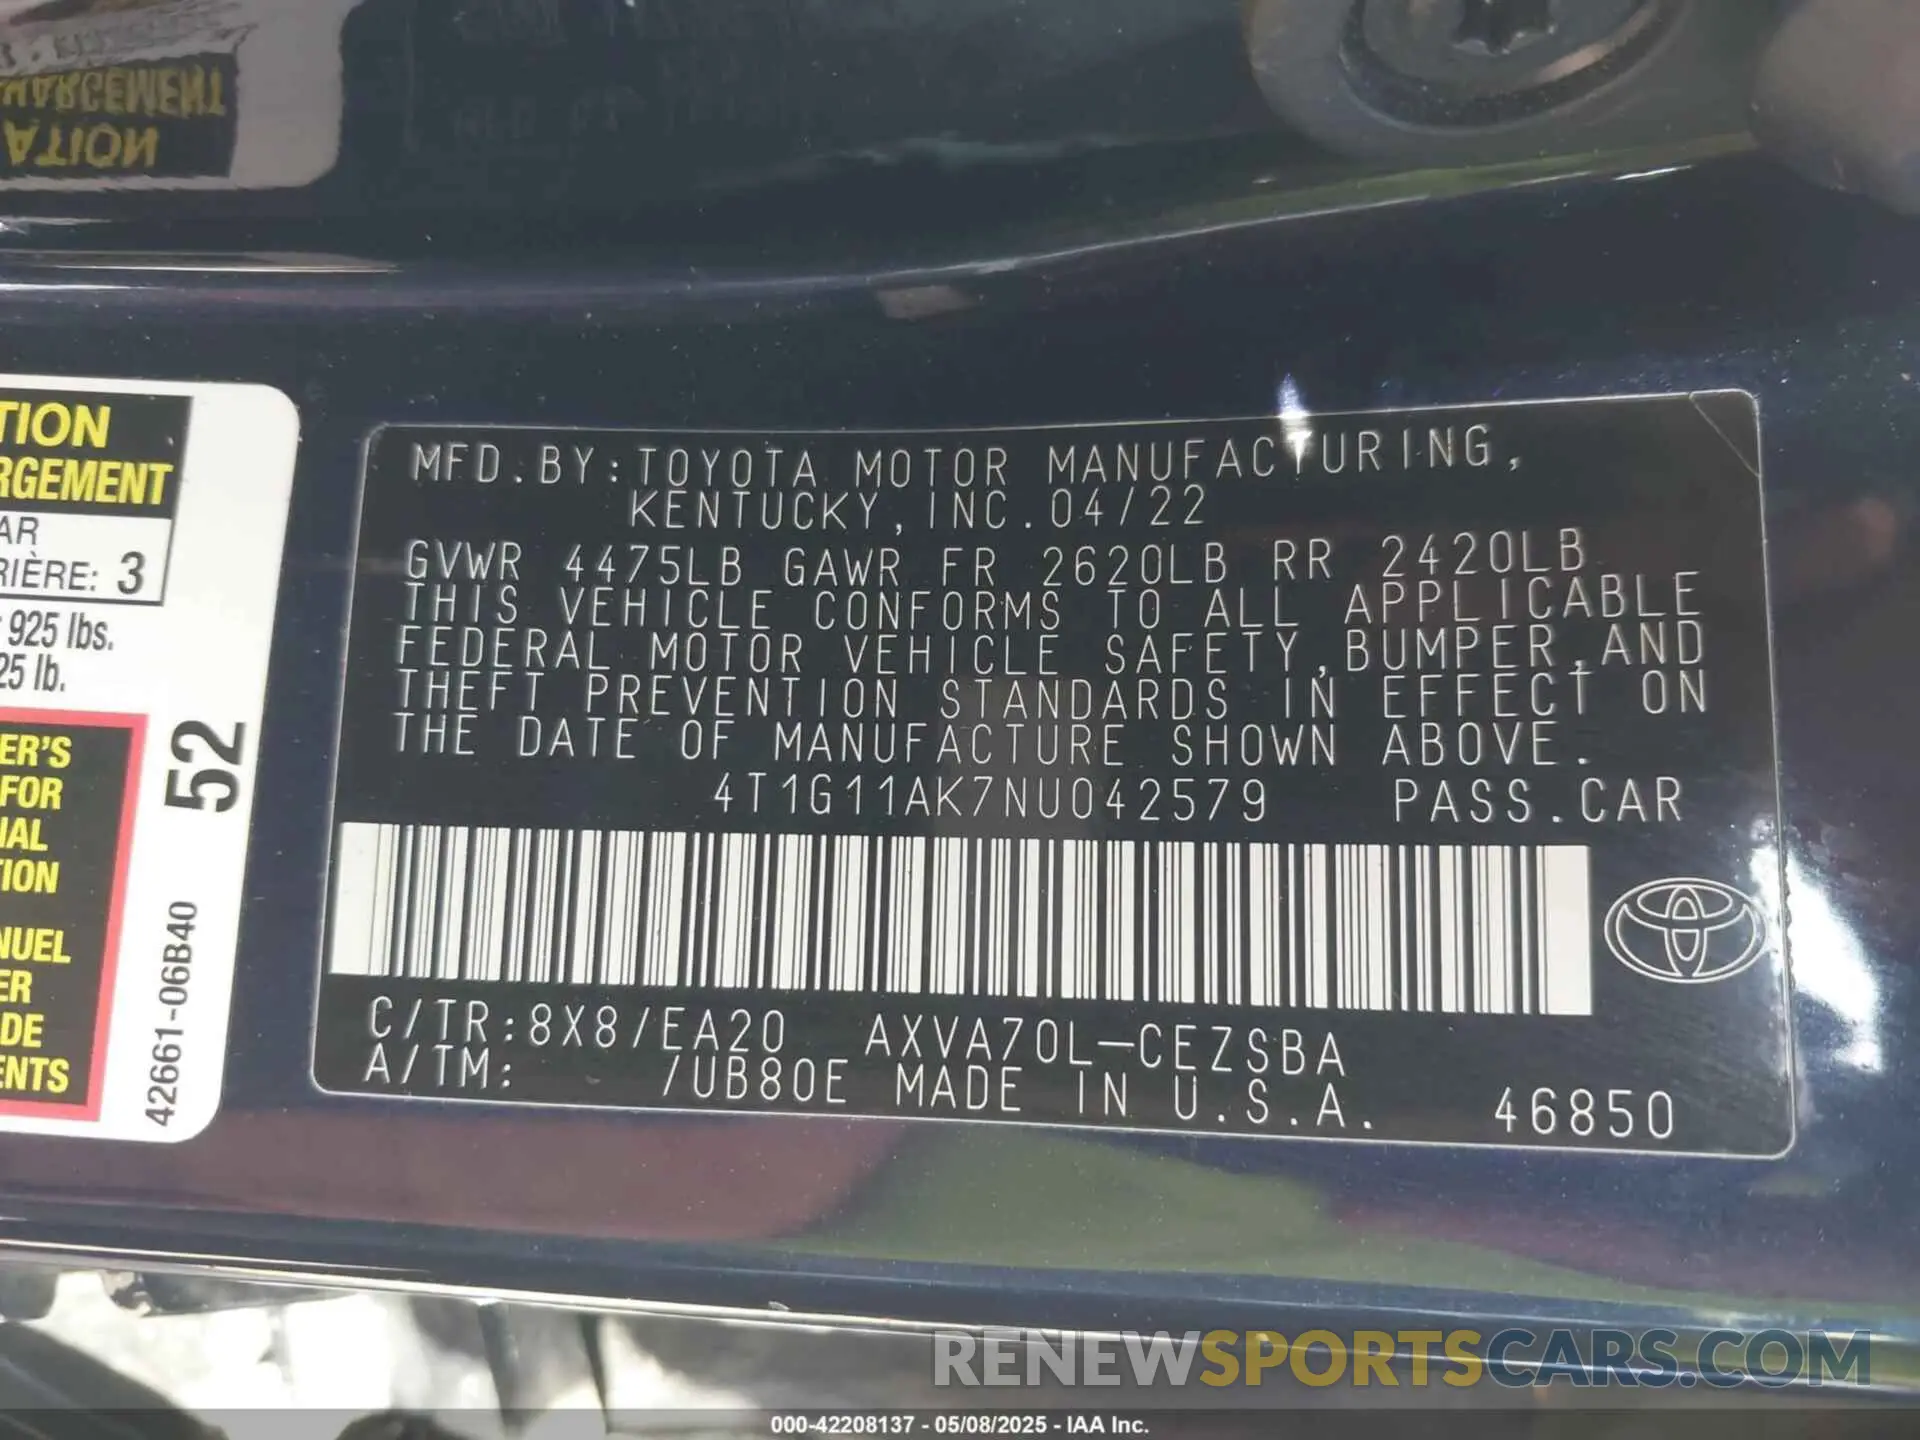 TION
RGEMENT
AR
RIÈRE: 3
925 lbs.
25 lb.
ER'S
FOR
IAL
TION
NUEL
ER
DE
ENTS
52
42661-06B40
MFD.BY:TOYOTA MOTOR MANUFACTURING,
KENTUCKY,INC.04/22
GVWR 4475LB GAWR FR 2620LB RR 2420LB
THIS VEHICLE CONFORMS TO ALL APPLICABLE
FEDERAL MOTOR VEHICLE SAFETY,BUMPER,AND
THEFT PREVENTION STANDARDS IN EFFECT ON
THE DATE OF MANUFACTURE SHOWN ABOVE.
4T1G11AK7NU042579 PASS.CAR
C/TR:8X8/EA20 AXVA70L-CEZSBA
A/TM: /UB80E MADE IN U.S.A. 46850
RENEWSPORTSCARS.COM
000-42208137 - 05/08/2025 - IAA Inc.